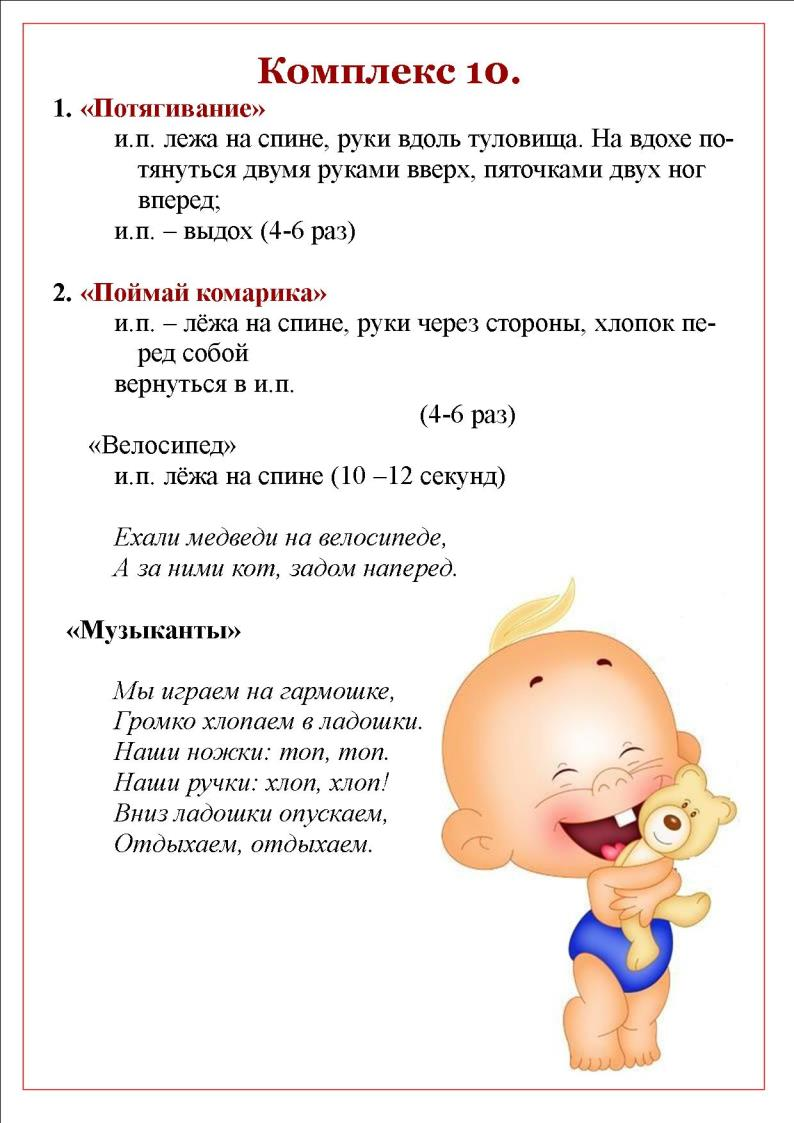 Комплекс 10.
1. «Потягивание»
и.п. лежа на спине, руки вдоль туловища. На вдохе по-
тянуться двумя руками вверх, пяточками двух ног
вперед;
и.п. – выдох (4-6 раз)
2. «Поймай комарика»
и.п. – лёжа на спине, руки через стороны, хлопок пе-
ред собой
вернуться в и.п.
(4-6 раз)
«Велосипед»
и.п. лёжа на спине (10 –12 секунд)
Ехали медведи на велосипеде,
А за ними кот, задом наперед.
«Музыканты»
Мы играем на гармошке,
Громко хлопаем в ладошки.
Наши ножки: топ, топ.
Наши ручки: хлоп, хлоп!
Вниз ладошки опускаем,
Отдыхаем, отдыхаем.